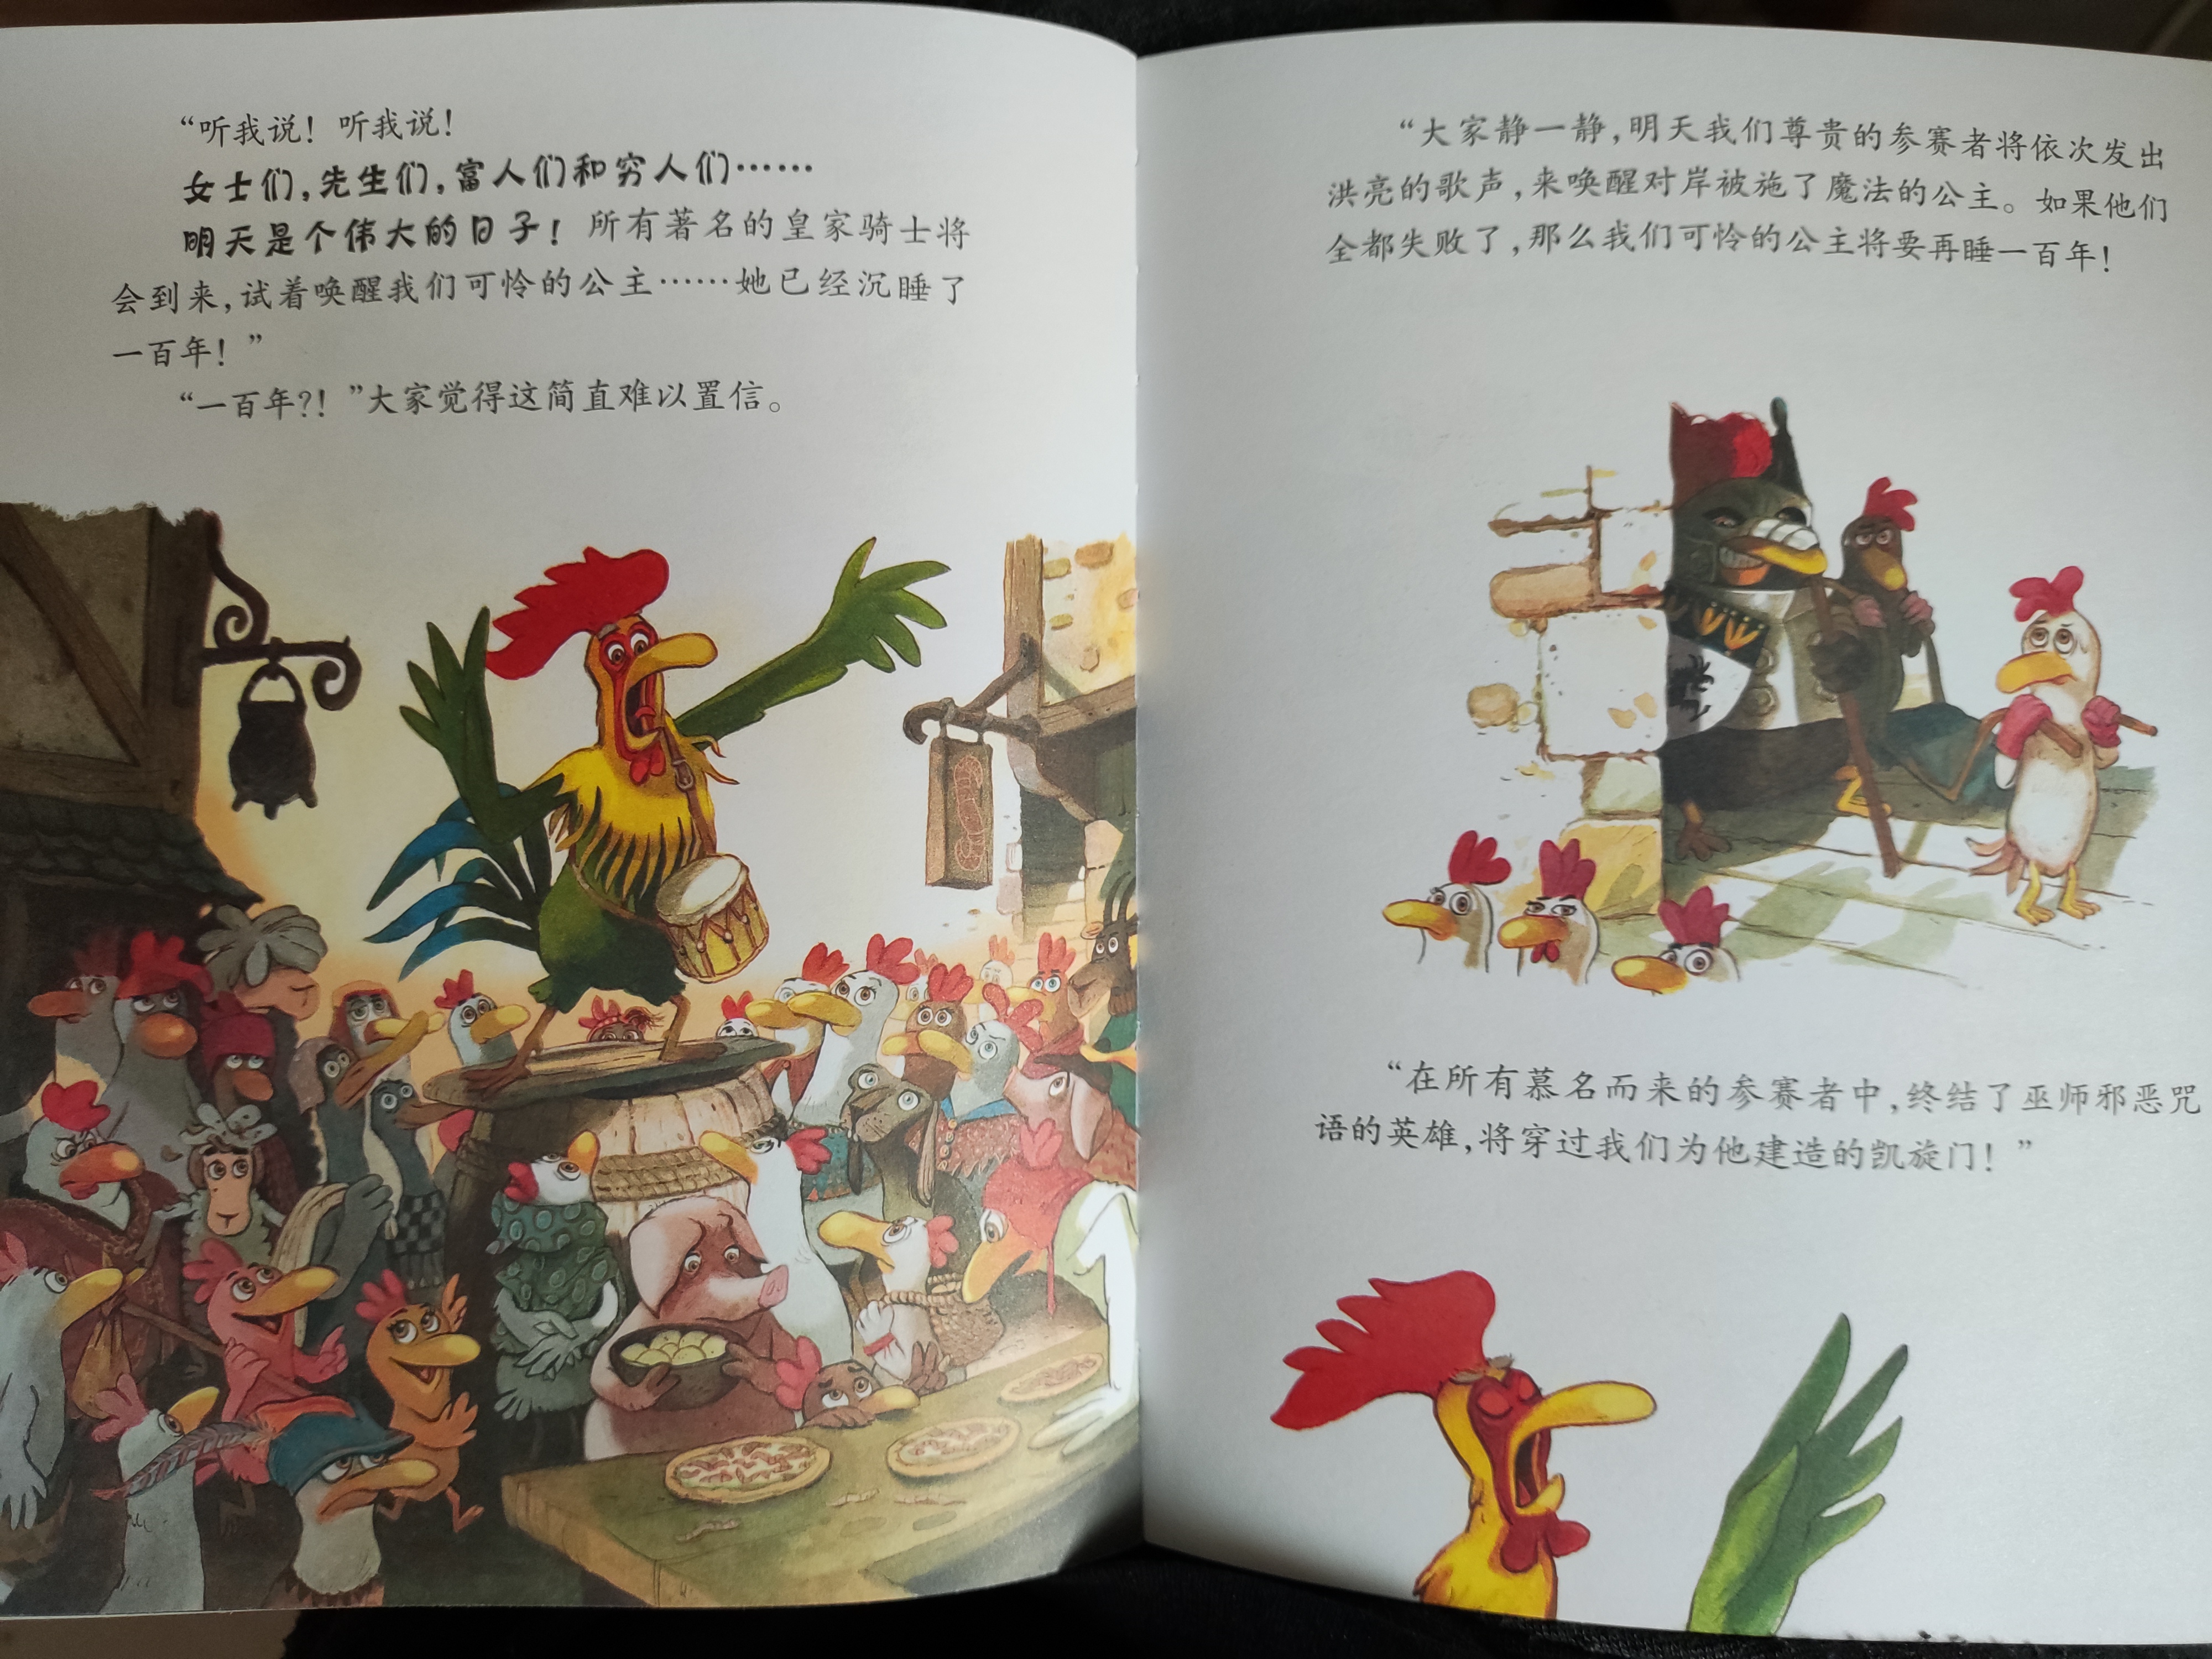 “听我说！听我说！
女士们，先生们，富人们和穷人们……
明天是个伟大的日子！所有著名的皇家骑士将
会到来，试着唤醒我们可怜的公主……她已经沉睡了
一百年！”
“一百年？！”大家觉得这简直难以置信。
“大家静一静，明天我们尊贵的参赛者将依次发出
洪亮的歌声，来唤醒对岸被施了魔法的公主。如果他们
全都失败了，那么我们可怜的公主将要再睡一百年！
“在所有慕名而来的参赛者中，终结了巫师邪恶咒
语的英雄，将穿过我们为他建造的凯旋门！”